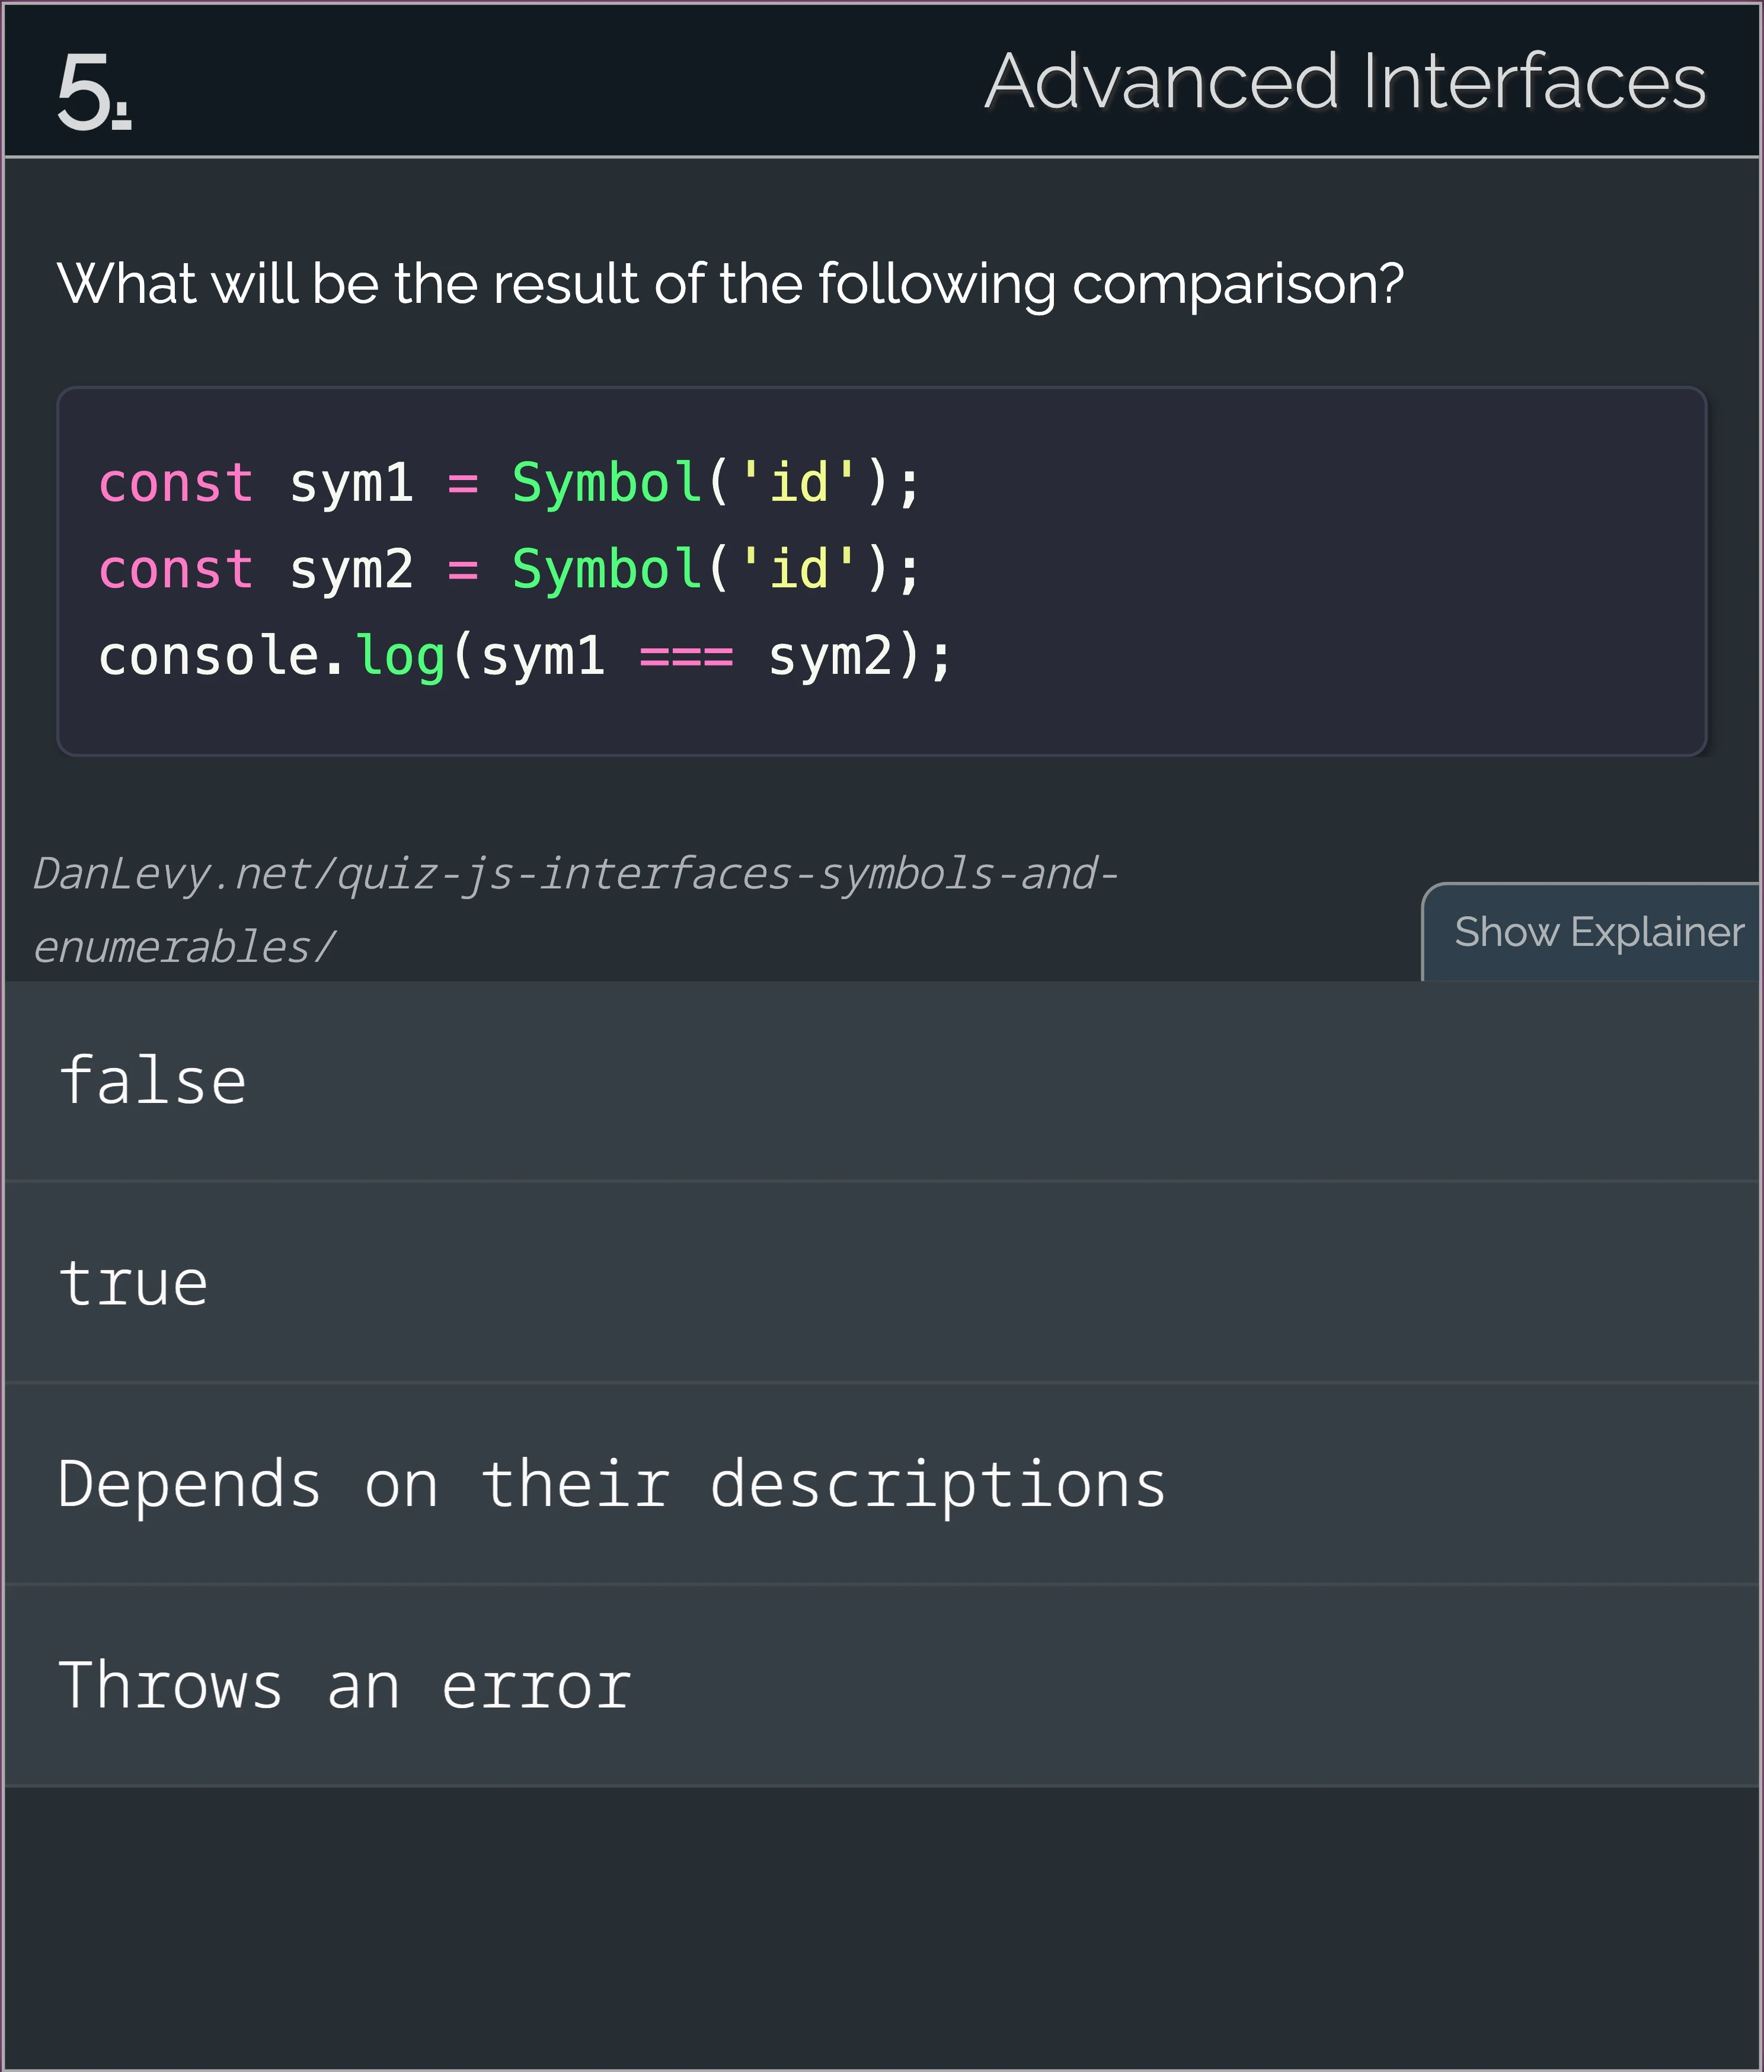 5.
Advanced Interfaces
What will be the result of the following comparison?
const sym1 = Symbol('id');
const sym2 = Symbol('id');
console.log(sym1 === sym2);
DanLevy.net/quiz-js-interfaces-symbols-and-
enumerables/
Show Explainer
false
true
Depends on their descriptions
Throws an error